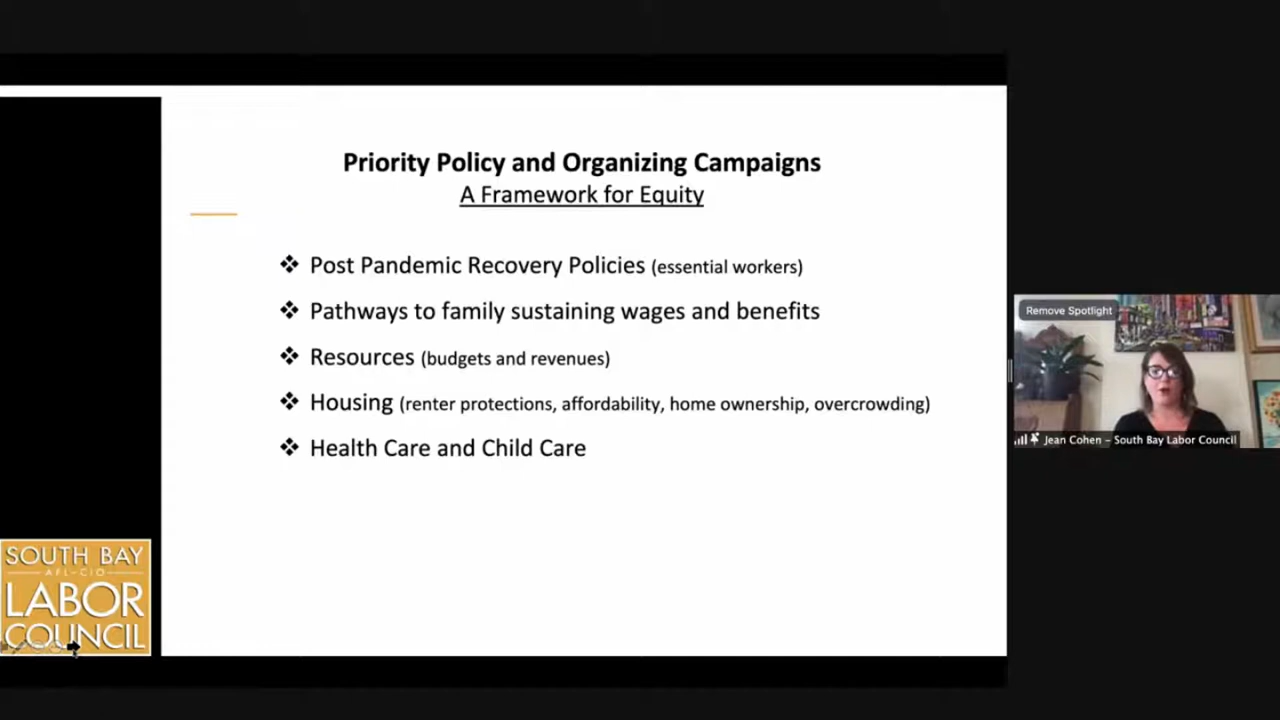 Priority Policy and Organizing Campaigns
A Framework for Equity
❖ Post Pandemic Recovery Policies (essential workers)
❖ Pathways to family sustaining wages and benefits
❖ Resources (budgets and revenues)
❖ Housing (renter protections, affordability, home ownership, overcrowding)
❖ Health Care and Child Care
SOUTH BAY
AFL-CIO
LABOR
COUNCIL
Remove Spotlight
Jean Cohen – South Bay Labor Council